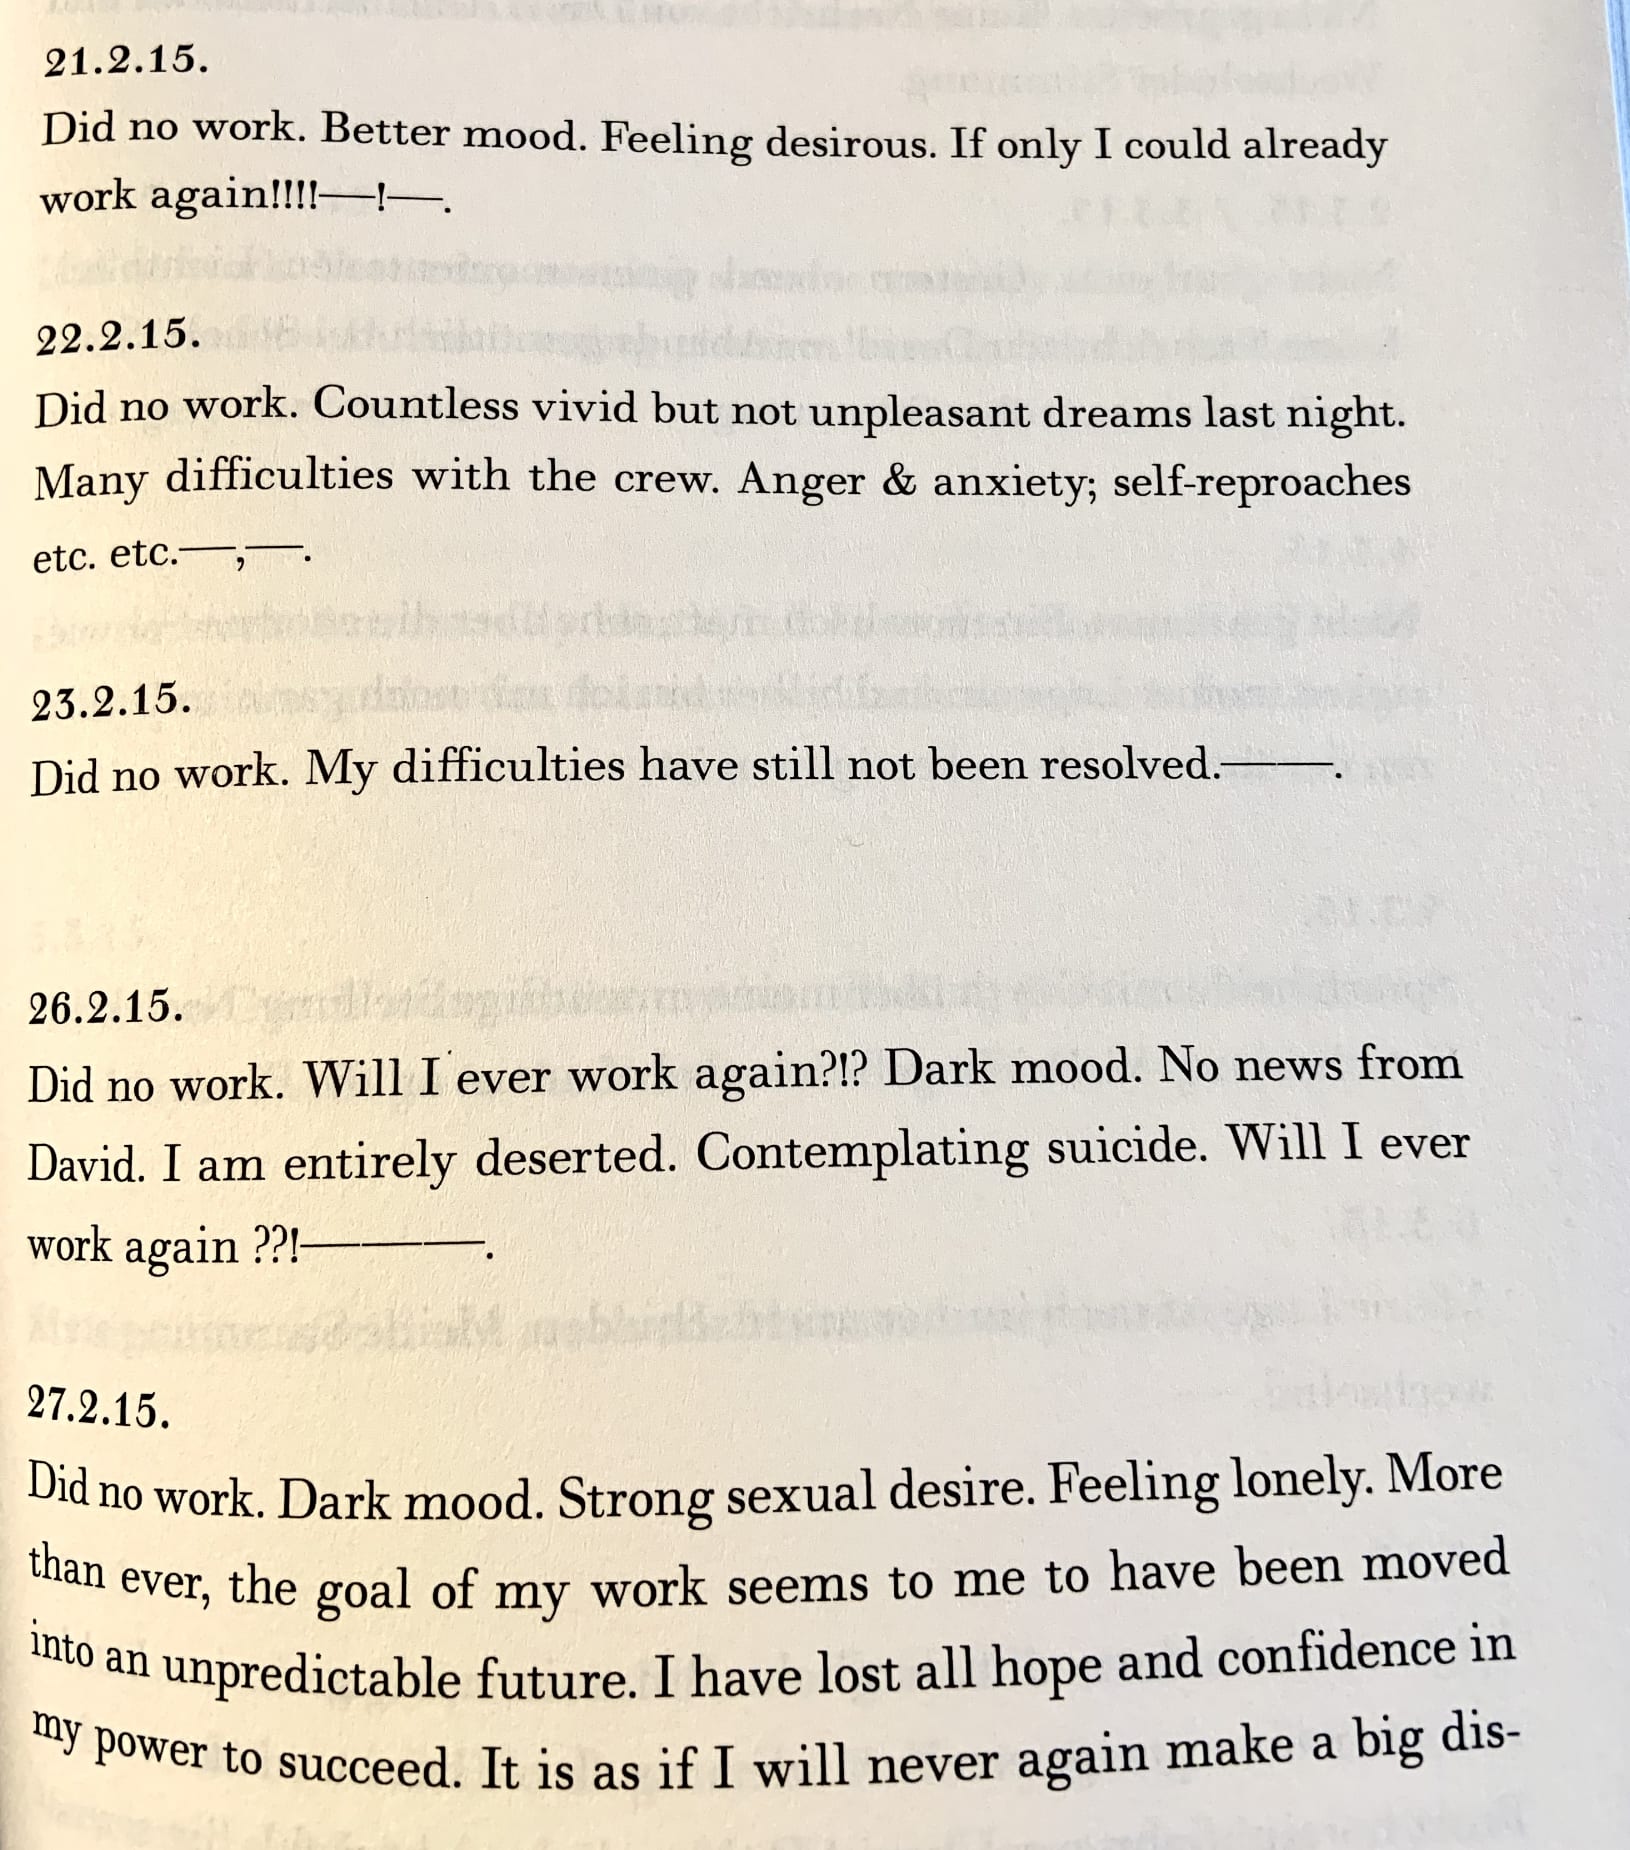 21.2.15.
Did no work. Better mood. Feeling desirous. If only I could already
work again!!!!—!—.
22.2.15.
Did no work. Countless vivid but not unpleasant dreams last night.
Many difficulties with the crew. Anger & anxiety; self-reproaches
etc. etc.—,—.
23.2.15.
Did no work. My difficulties have still not been resolved.——.
26.2.15.
Did no work. Will I ever work again?!? Dark mood. No news from
David. I am entirely deserted. Contemplating suicide. Will I ever
work again ??!———.
27.2.15.
Did no work. Dark mood. Strong sexual desire. Feeling lonely. More
than ever, the goal of my work seems to me to have been moved
into an unpredictable future. I have lost all hope and confidence in
my power to succeed. It is as if I will never again make a big dis-